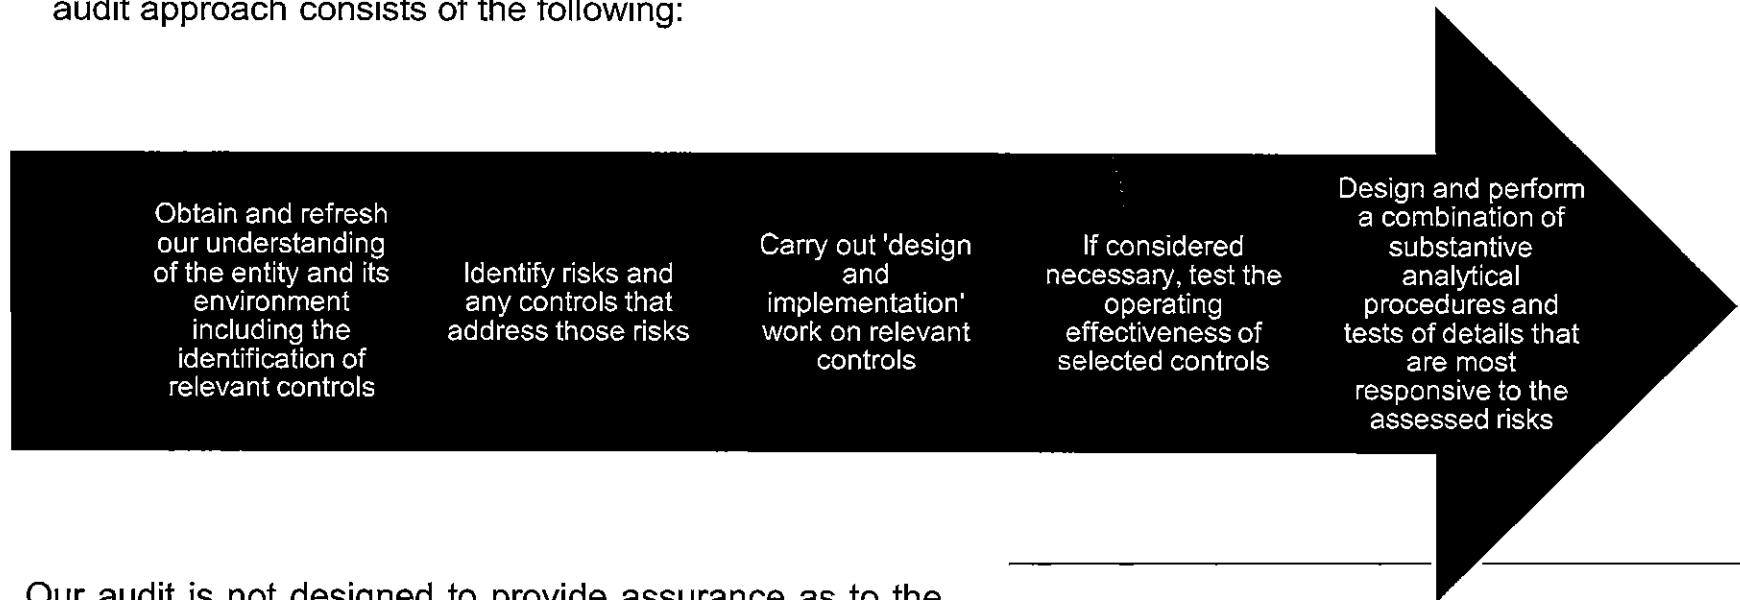 audit approach consists of the following:
Obtain and refresh
our understanding
of the entity and its
environment
including the
identification of
relevant controls
Identify risks and
any controls that
address those risks
Carry out 'design
and
implementation'
work on relevant
controls
If considered
necessary, test the
operating
effectiveness of
selected controls
Design and perform
a combination of
substantive
analytical
procedures and
tests of details that
are most
responsive to the
assessed risks
Our audit is not designed to provide assurance as to the